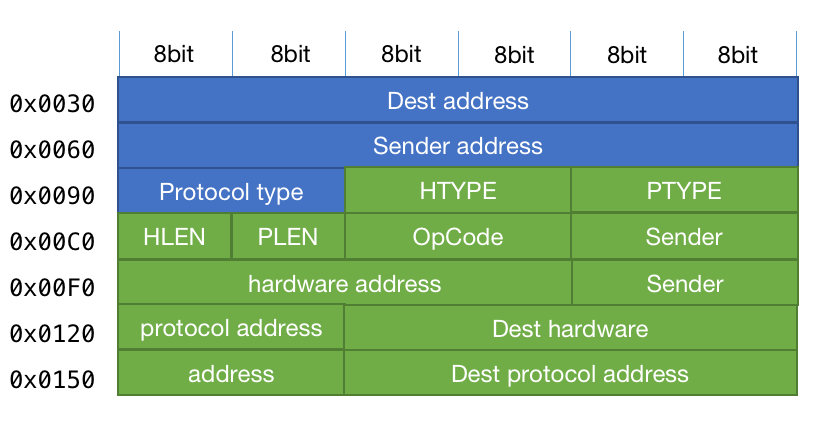 8bit 8bit 8bit 8bit 8bit 8bit
0x0030 Dest address
0x0060 Sender address
0x0090 Protocol type HTYPE PTYPE
0x00C0 HLEN PLEN OpCode Sender
0x00F0 hardware address Sender
0x0120 protocol address Dest hardware
0x0150 address Dest protocol address